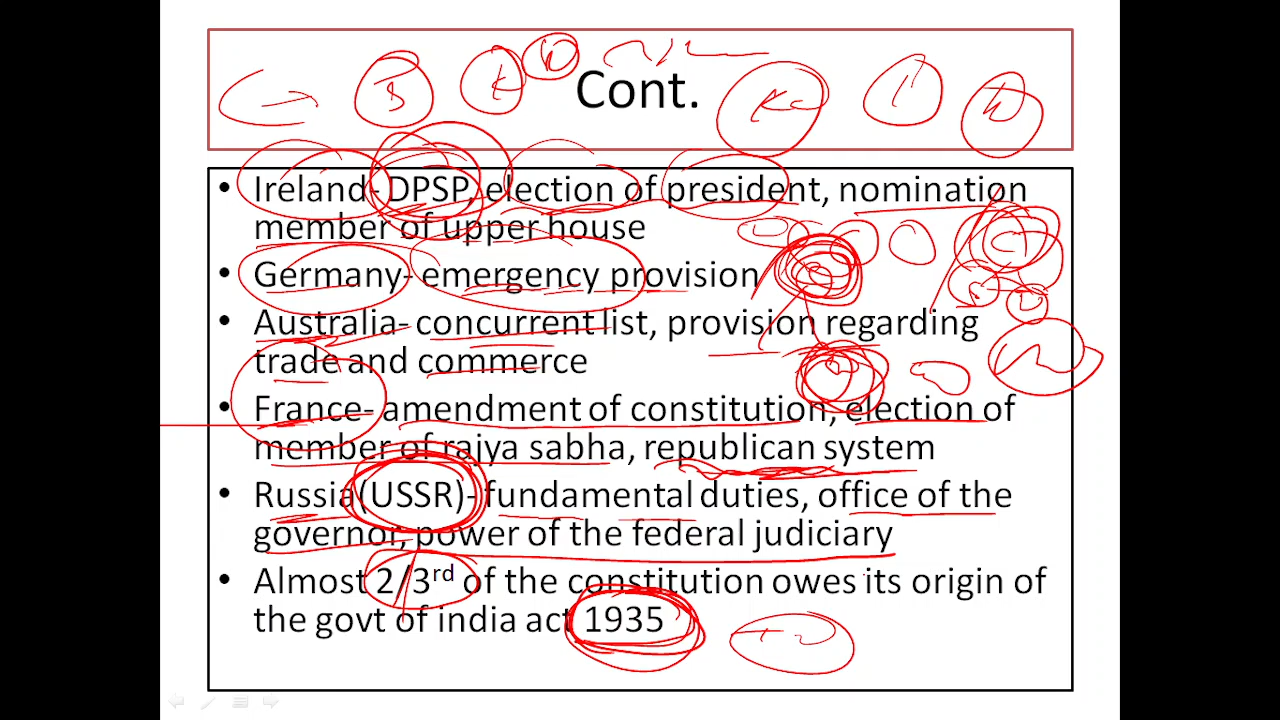 Cont.
• Ireland- DPSP, election of president, nomination
member of upper house
• Germany- emergency provision
• Australia- concurrent list, provision regarding
trade and commerce
• France- amendment of constitution, election of
member of rajya sabha, republican system
• Russia(USSR)- fundamental duties, office of the
governor, power of the federal judiciary
• Almost 2/3rd of the constitution owes its origin of
the govt of india act 1935